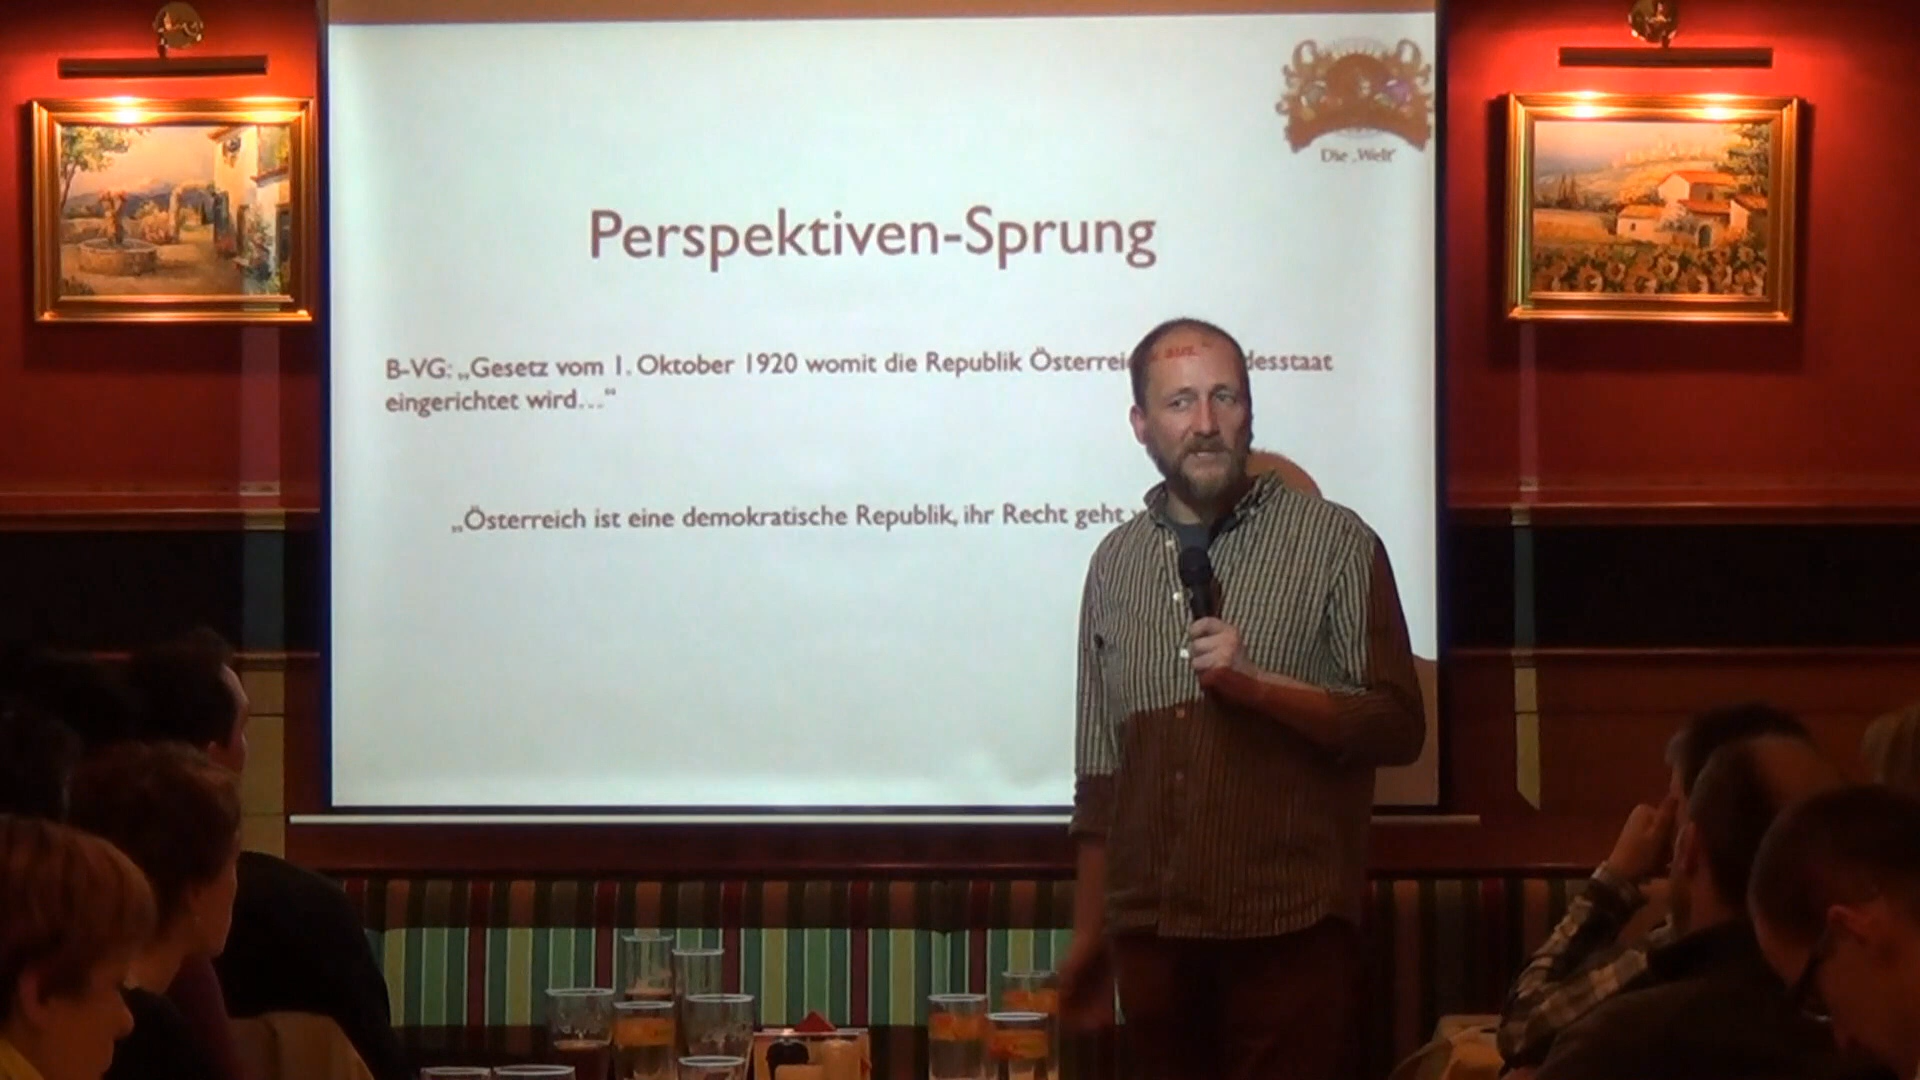 Die „Welt“
Perspektiven-Sprung
B-VG: „Gesetz vom 1. Oktober 1920 womit die Republik Österrei desstaat
eingerichtet wird…“
„Österreich ist eine demokratische Republik, ihr Recht geht